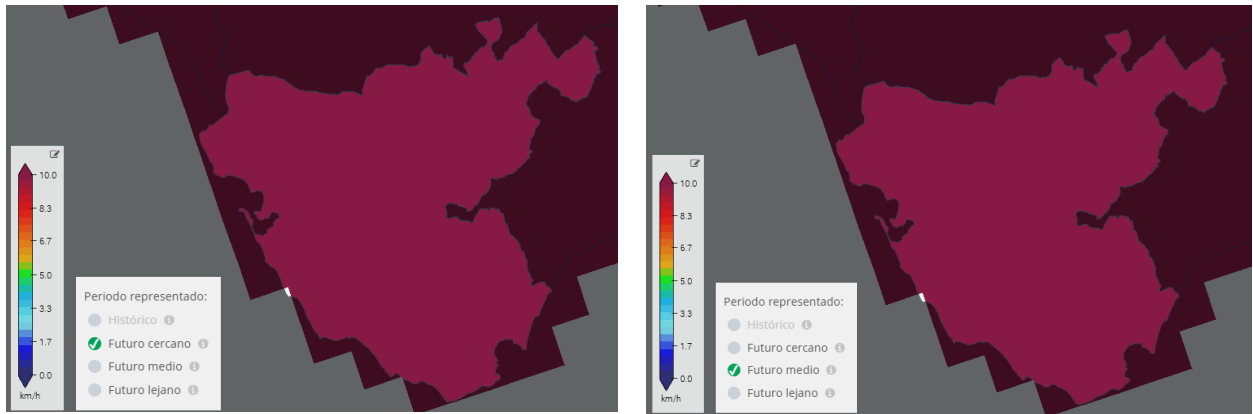 10.0
8.3
6.7
5.0
3.3
1.7
0.0
km/h
Periodo representado:
Histórico
Futuro cercano
Futuro medio
Futuro lejano
10.0
8.3
6.7
5.0
3.3
1.7
0.0
km/h
Periodo representado:
Histórico
Futuro cercano
Futuro medio
Futuro lejano